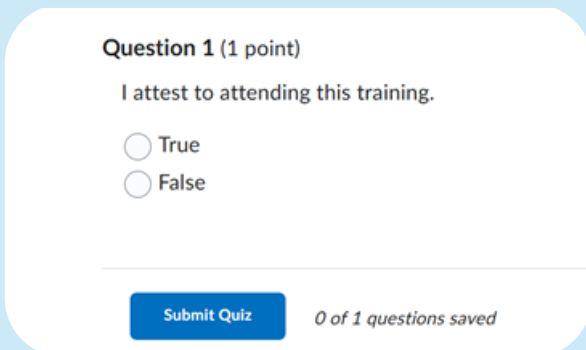 Question 1 (1 point)
I attest to attending this training.
True
False
Submit Quiz 0 of 1 questions saved